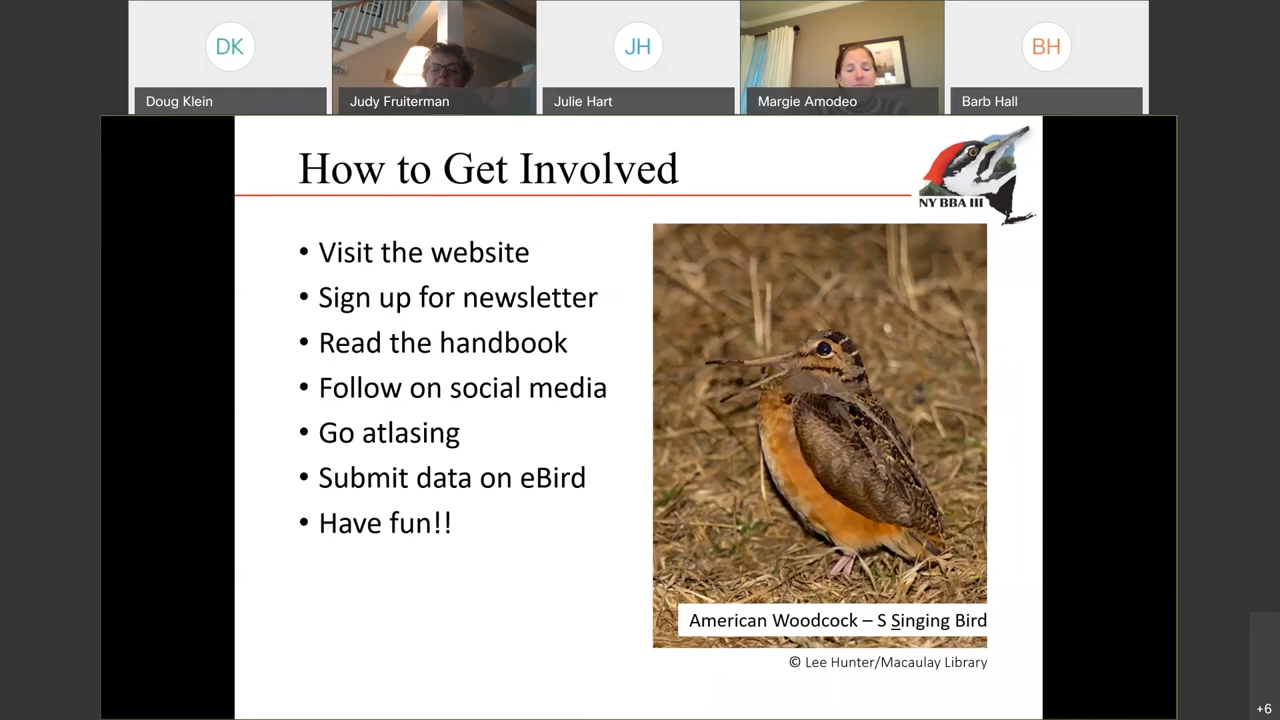 DK
JH
BH
Doug Klein
Judy Fruiterman
Julie Hart
Margie Amodeo
Barb Hall
How to Get Involved
NY BBA III
• Visit the website
• Sign up for newsletter
• Read the handbook
• Follow on social media
• Go atlasing
• Submit data on eBird
• Have fun!!
American Woodcock – S Singing Bird
© Lee Hunter/Macaulay Library
+6